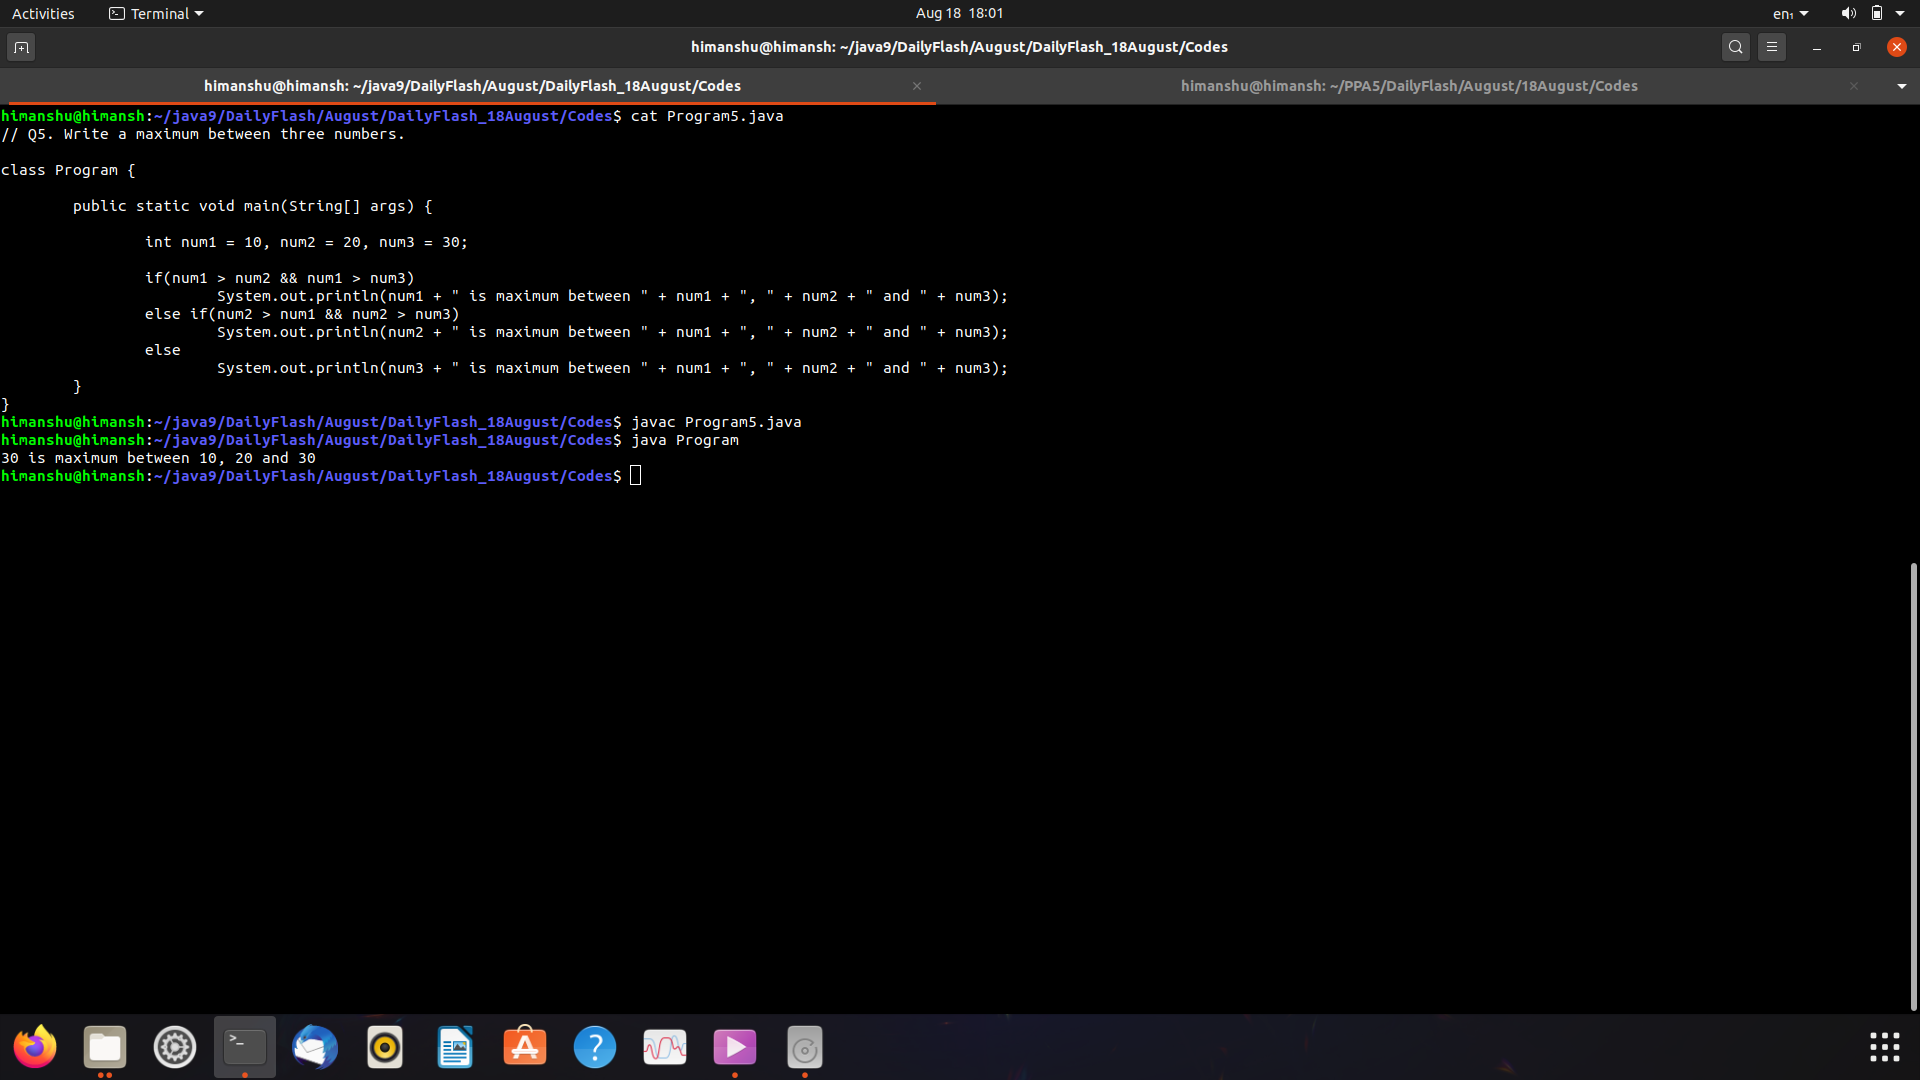 Activities Terminal Aug 18 18:01 en₁
himanshu@himansh: ~/java9/DailyFlash/August/DailyFlash_18August/Codes
himanshu@himansh: ~/java9/DailyFlash/August/DailyFlash_18August/Codes himanshu@himansh: ~/PPA5/DailyFlash/August/18August/Codes
himanshu@himansh:~/java9/DailyFlash/August/DailyFlash_18August/Codes$ cat Program5.java
// Q5. Write a maximum between three numbers.
class Program {
public static void main(String[] args) {
int num1 = 10, num2 = 20, num3 = 30;
if(num1 > num2 && num1 > num3)
System.out.println(num1 + " is maximum between " + num1 + ", " + num2 + " and " + num3);
else if(num2 > num1 && num2 > num3)
System.out.println(num2 + " is maximum between " + num1 + ", " + num2 + " and " + num3);
else
System.out.println(num3 + " is maximum between " + num1 + ", " + num2 + " and " + num3);
}
}
himanshu@himansh:~/java9/DailyFlash/August/DailyFlash_18August/Codes$ javac Program5.java
himanshu@himansh:~/java9/DailyFlash/August/DailyFlash_18August/Codes$ java Program
30 is maximum between 10, 20 and 30
himanshu@himansh:~/java9/DailyFlash/August/DailyFlash_18August/Codes$